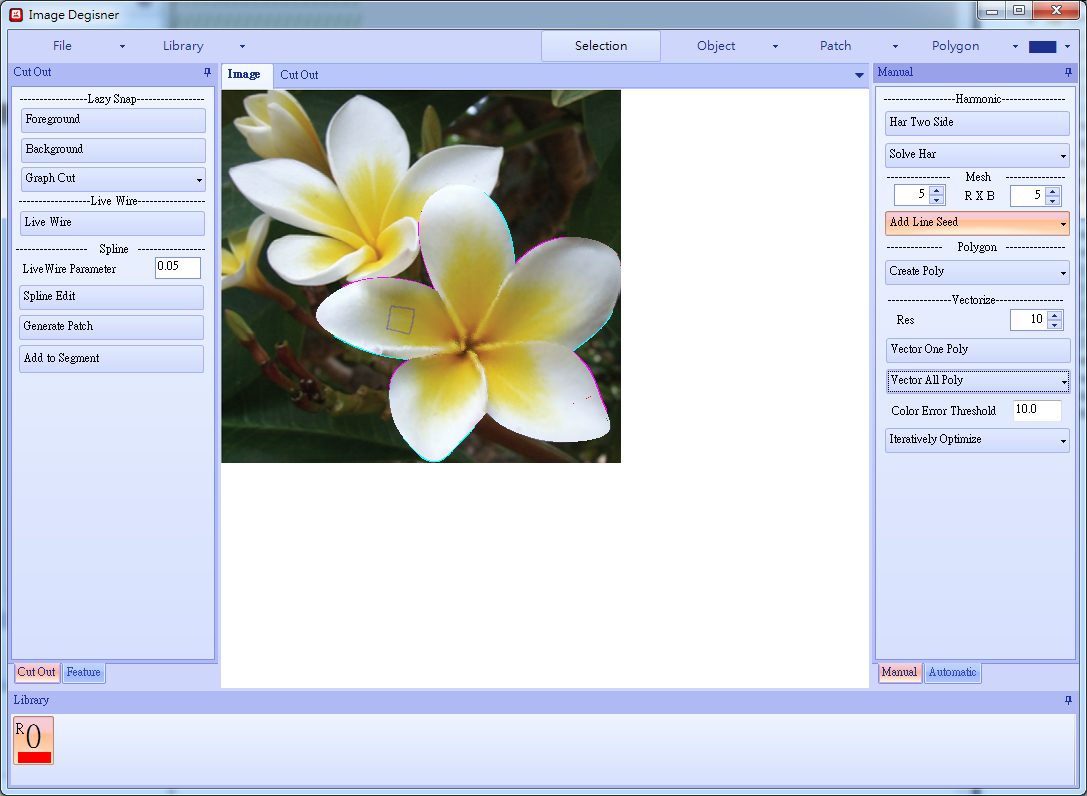 Image Degisner
File Library Selection Object Patch Polygon
Cut Out
-----------------Lazy Snap-----------------
Foreground
Background
Graph Cut
------------------Live Wire-----------------
Live Wire
----------------- Spline -----------------
LiveWire Parameter 0.05
Spline Edit
Generate Patch
Add to Segment
Cut Out Feature
Image Cut Out
Manual
------------------Harmonic----------------
Har Two Side
Solve Har
---------------- Mesh ---------------
5 R X B 5
Add Line Seed
-------------- Polygon ---------------
Create Poly
----------------Vectorize-----------------
Res 10
Vector One Poly
Vector All Poly
Color Error Threshold 10.0
Iteratively Optimize
Manual Automatic
Library
R 0